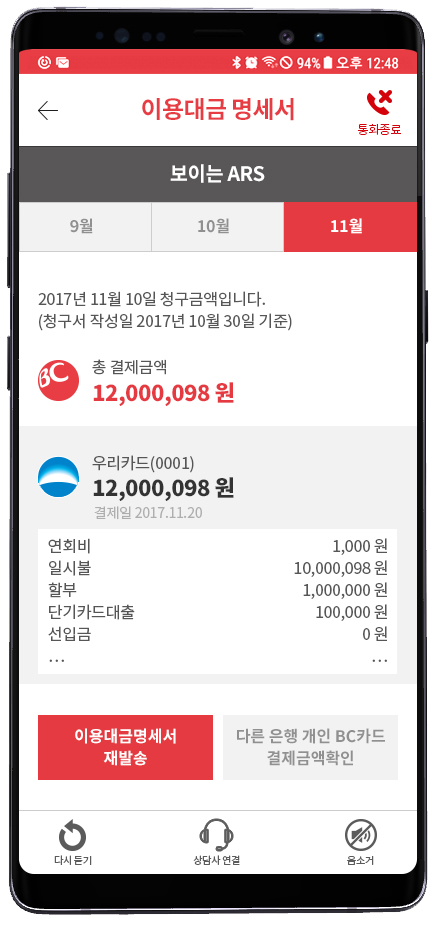 94% 오후 12:48
이용대금 명세서
통화종료
보이는 ARS
9월 10월 11월
2017년 11월 10일 청구금액입니다.
(청구서 작성일 2017년 10월 30일 기준)
BC
총 결제금액
12,000,098 원
우리카드(0001)
12,000,098 원
결제일 2017.11.20
연회비 1,000 원
일시불 10,000,098 원
할부 1,000,000 원
단기카드대출 100,000 원
선입금 0 원
... ...
이용대금명세서
재발송
다른 은행 개인 BC카드
결제금액확인
다시 듣기 상담사 연결 음소거